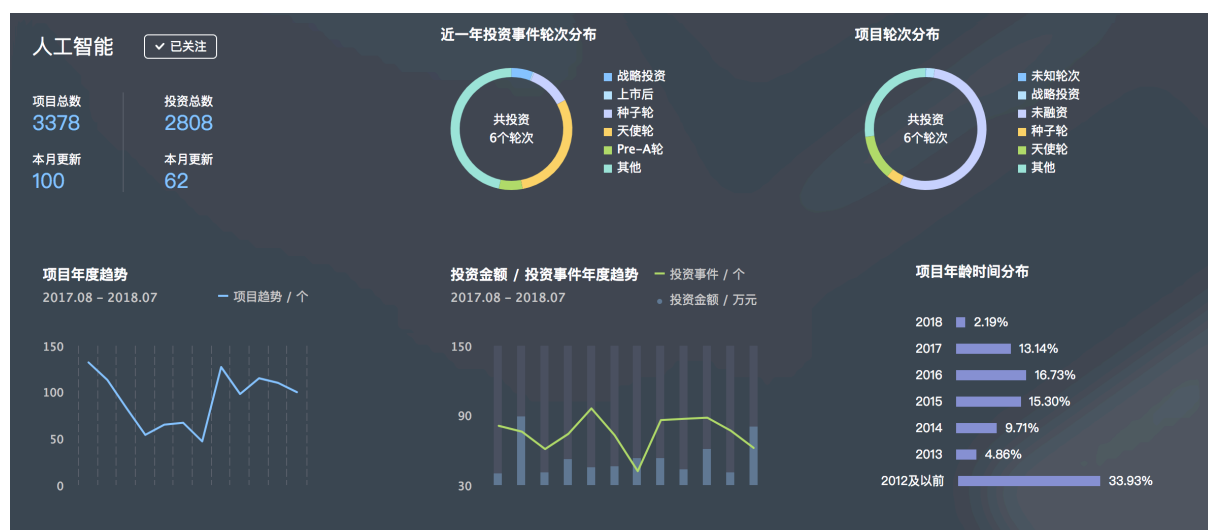 人工智能
已关注
项目总数
3378
投资总数
2808
本月更新
100
本月更新
62
近一年投资事件轮次分布
共投资
6个轮次
战略投资
上市后
种子轮
天使轮
Pre-A轮
其他
项目轮次分布
共投资
6个轮次
未知轮次
战略投资
未融资
种子轮
天使轮
其他
项目年度趋势
2017.08 - 2018.07
项目趋势 / 个
150
100
50
0
投资金额 / 投资事件年度趋势
2017.08 - 2018.07
投资事件 / 个
投资金额 / 万元
150
90
30
项目年龄时间分布
2018 2.19%
2017 13.14%
2016 16.73%
2015 15.30%
2014 9.71%
2013 4.86%
2012及以前 33.93%